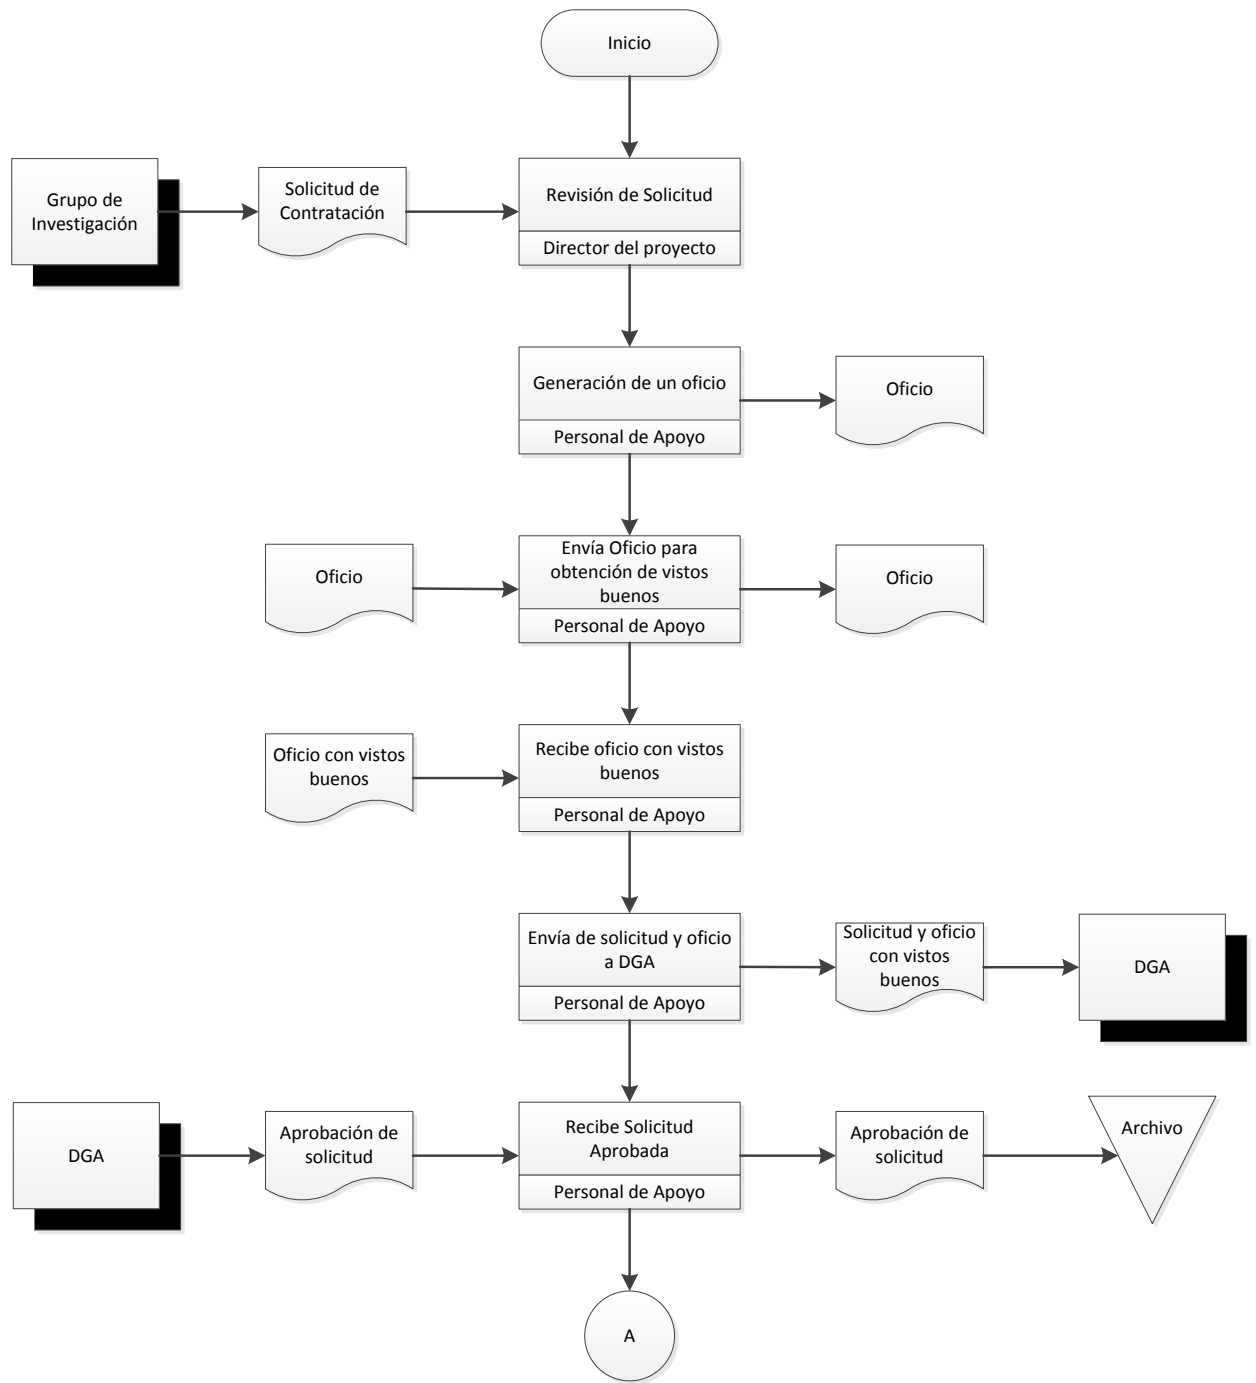 Inicio
Grupo de
Investigación
Solicitud de
Contratación
Revisión de Solicitud
Director del proyecto
Generación de un oficio
Personal de Apoyo
Oficio
Oficio
Envía Oficio para
obtención de vistos
buenos
Personal de Apoyo
Oficio
Oficio con vistos
buenos
Recibe oficio con vistos
buenos
Personal de Apoyo
Envía de solicitud y oficio
a DGA
Personal de Apoyo
Solicitud y oficio
con vistos
buenos
DGA
DGA
Aprobación de
solicitud
Recibe Solicitud
Aprobada
Personal de Apoyo
Aprobación de
solicitud
Archivo
A